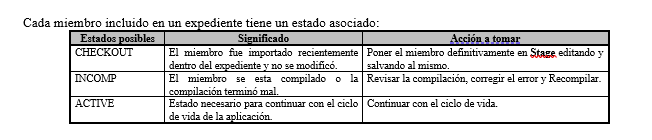 Cada miembro incluido en un expediente tiene un estado asociado:
Estados posibles Significado Acción a tomar
CHECKOUT El miembro fue importado recientemente Poner el miembro definitivamente en Stage editando y
dentro del expediente y no se modificó. salvando al mismo.
INCOMP El miembro se esta compilado o la Revisar la compilación, corregir el error y Recompilar.
compilación terminó mal.
ACTIVE Estado necesario para continuar con el ciclo Continuar con el ciclo de vida.
de vida de la aplicación.